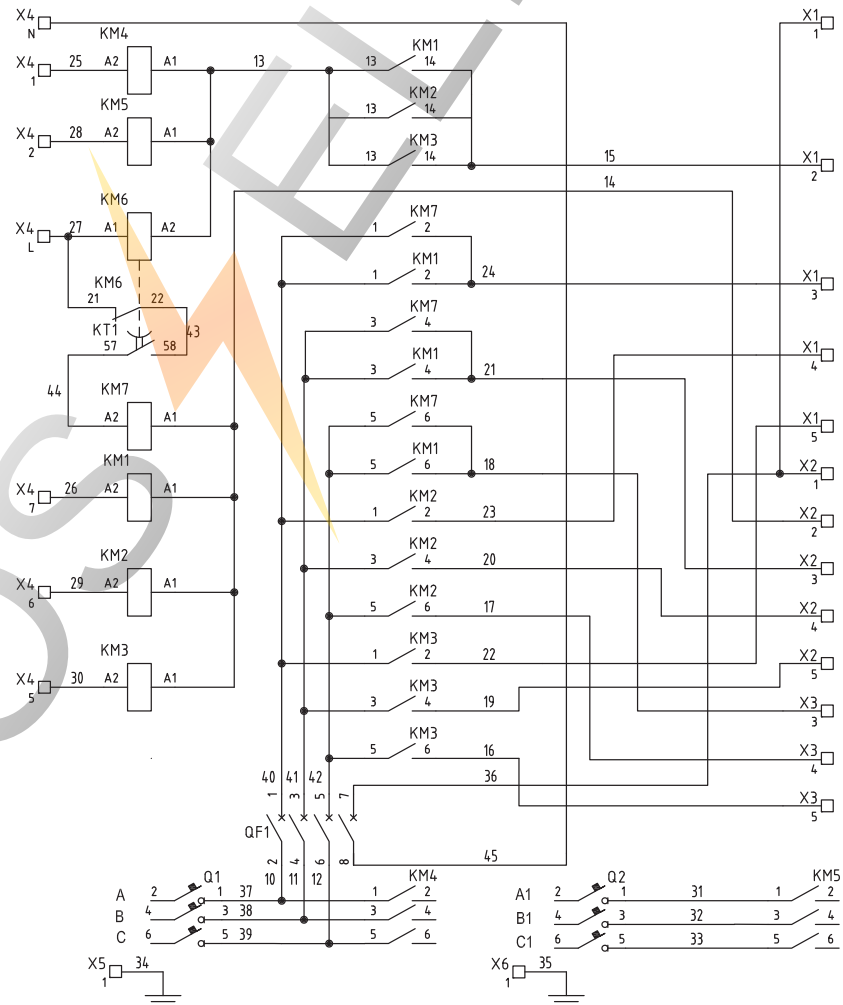 X4 N X1 1
KM4 KM1
X4 1 25 A2 A1 13 13 14
KM5 KM2
13 14
X4 2 28 A2 A1 KM3
13 14 15 X1 2
14
KM6 KM7
X4 L 27 A1 A2 1 2
KM1
1 2 24 X1 3
KM6 21 22
KM7
3 4
KT1 57 58 43
KM1 X1 4
3 4 21
44
KM7 KM7
A2 A1 5 6 X1 5
KM1 KM1
5 6 18 X2 1
X4 7 26 A2 A1
KM2
1 2 23 X2 2
KM2 KM2
3 4 20 X2 3
X4 6 29 A2 A1
KM2
5 6 17 X2 4
KM3 KM3
1 2 22 X2 5
X4 5 30 A2 A1
KM3
3 4 19 X3 3
KM3
5 6 16 X3 4
40 41 42
36
1 3 5 7
X3 5
QF1
2 4 6 8
45
10 11 12
Q1 KM4 Q2 KM5
A 2 1 37 1 2 A1 2 1 31 1 2
B 4 3 38 3 4 B1 4 3 32 3 4
C 6 5 39 5 6 C1 6 5 33 5 6
X5 1 34 X6 1 35
OS ELE